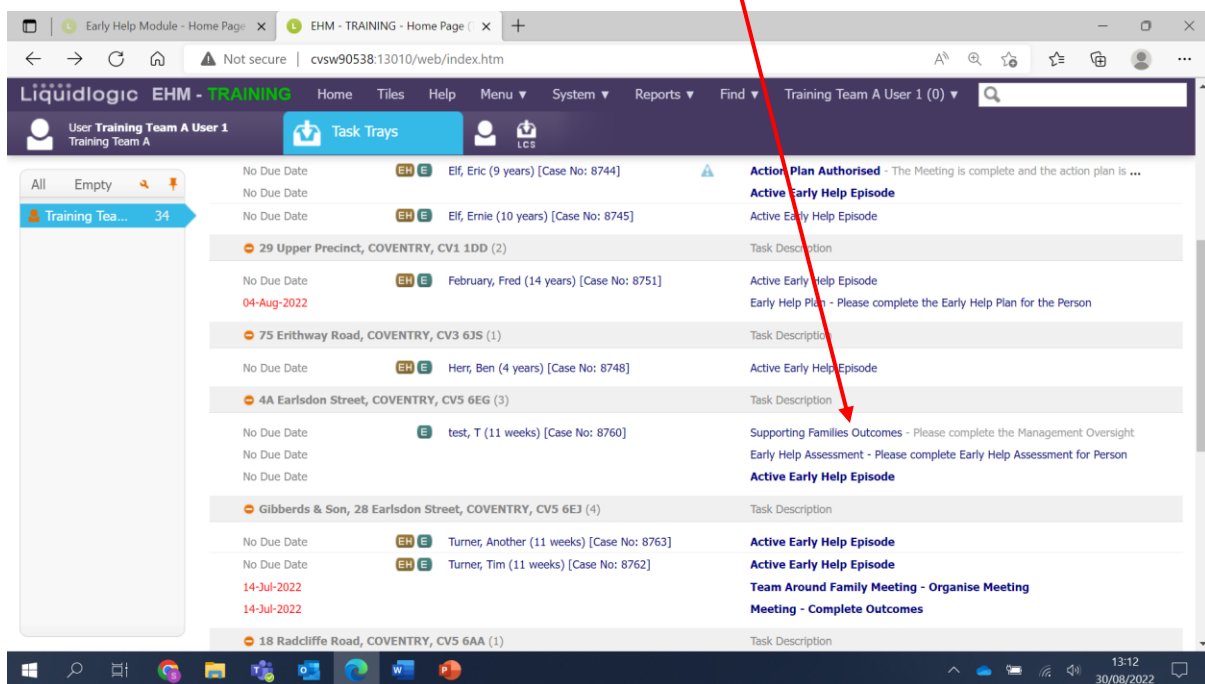 Early Help Module - Home Page
EHM - TRAINING - Home Page (
Not secure | cvsw90538:13010/web/index.htm
Liquidlogic EHM - TRAINING Home Tiles Help Menu ▼ System ▼ Reports ▼ Find ▼ Training Team A User 1 (0) ▼
User Training Team A User 1
Training Team A
Task Trays
LCS
All Empty
Training Tea... 34
No Due Date EH E Elf, Eric (9 years) [Case No: 8744] Action Plan Authorised - The Meeting is complete and the action plan is ...
No Due Date Active Early Help Episode
No Due Date EH E Elf, Ernie (10 years) [Case No: 8745] Active Early Help Episode
29 Upper Precinct, COVENTRY, CV1 1DD (2) Task Description
No Due Date EH E February, Fred (14 years) [Case No: 8751] Active Early Help Episode
04-Aug-2022 Early Help Plan - Please complete the Early Help Plan for the Person
75 Erithway Road, COVENTRY, CV3 6JS (1) Task Description
No Due Date EH E Herr, Ben (4 years) [Case No: 8748] Active Early Help Episode
4A Earlsdon Street, COVENTRY, CV5 6EG (3) Task Description
No Due Date E test, T (11 weeks) [Case No: 8760] Supporting Families Outcomes - Please complete the Management Oversight
No Due Date Early Help Assessment - Please complete Early Help Assessment for Person
No Due Date Active Early Help Episode
Gibberds & Son, 28 Earlsdon Street, COVENTRY, CV5 6EJ (4) Task Description
No Due Date EH E Turner, Another (11 weeks) [Case No: 8763] Active Early Help Episode
No Due Date EH E Turner, Tim (11 weeks) [Case No: 8762] Active Early Help Episode
14-Jul-2022 Team Around Family Meeting - Organise Meeting
14-Jul-2022 Meeting - Complete Outcomes
18 Radcliffe Road, COVENTRY, CV5 6AA (1) Task Description
13:12
30/08/2022